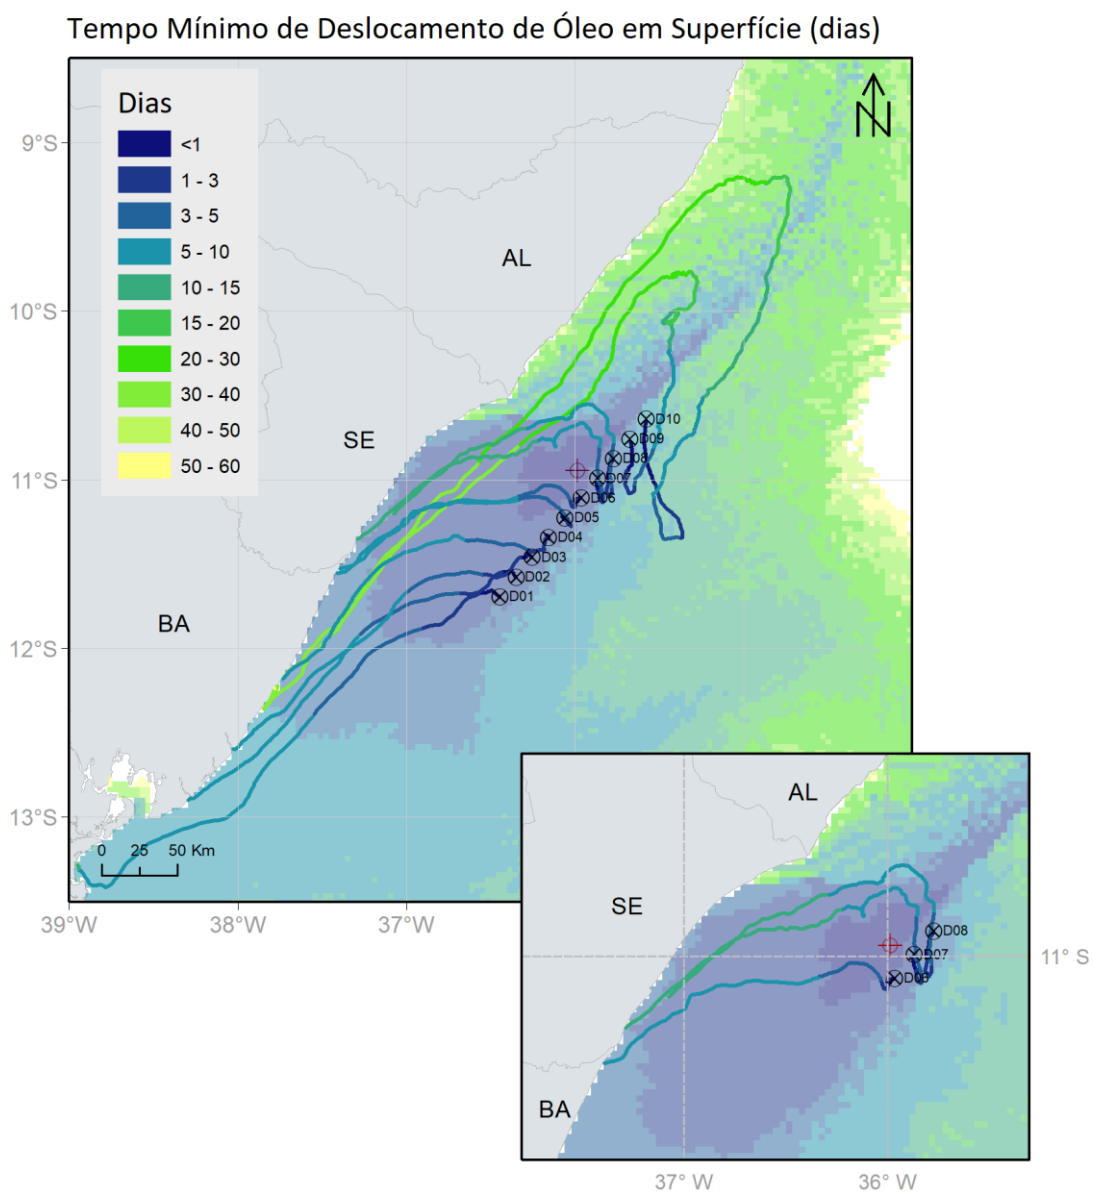 Tempo Mínimo de Deslocamento de Óleo em Superfície (dias)
Dias
<1
1 - 3
3 - 5
5 - 10
10 - 15
15 - 20
20 - 30
30 - 40
40 - 50
50 - 60
N
9°S
10°S
11°S
12°S
13°S
39°W
38°W
37°W
AL
SE
BA
D10
D09
D08
D07
D06
D05
D04
D03
D02
D01
0 25 50 Km
AL
SE
BA
D08
D07
D06
11° S
37° W
36° W